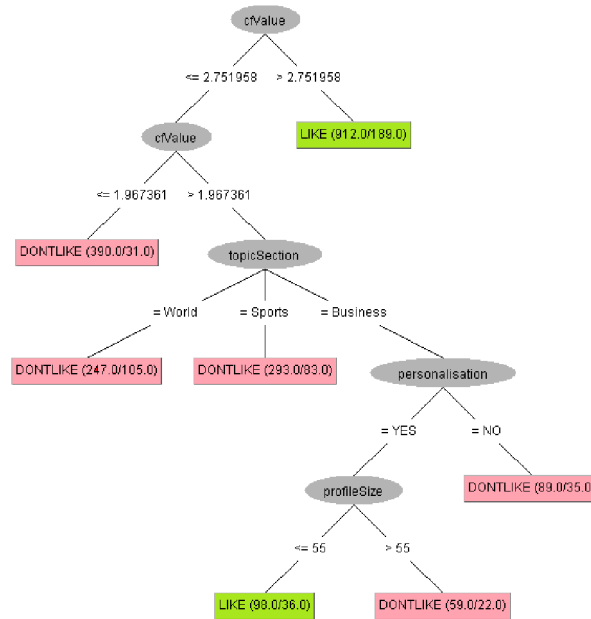 cfValue
<= 2.751958 > 2.751958
cfValue
LIKE (912.0/189.0)
<= 1.967361 > 1.967361
DONTLIKE (390.0/31.0)
topicSection
= World = Sports = Business
DONTLIKE (247.0/105.0) DONTLIKE (293.0/83.0)
personalisation
= YES = NO
profileSize
DONTLIKE (89.0/35.0
<= 55 > 55
LIKE (98.0/36.0) DONTLIKE (59.0/22.0)